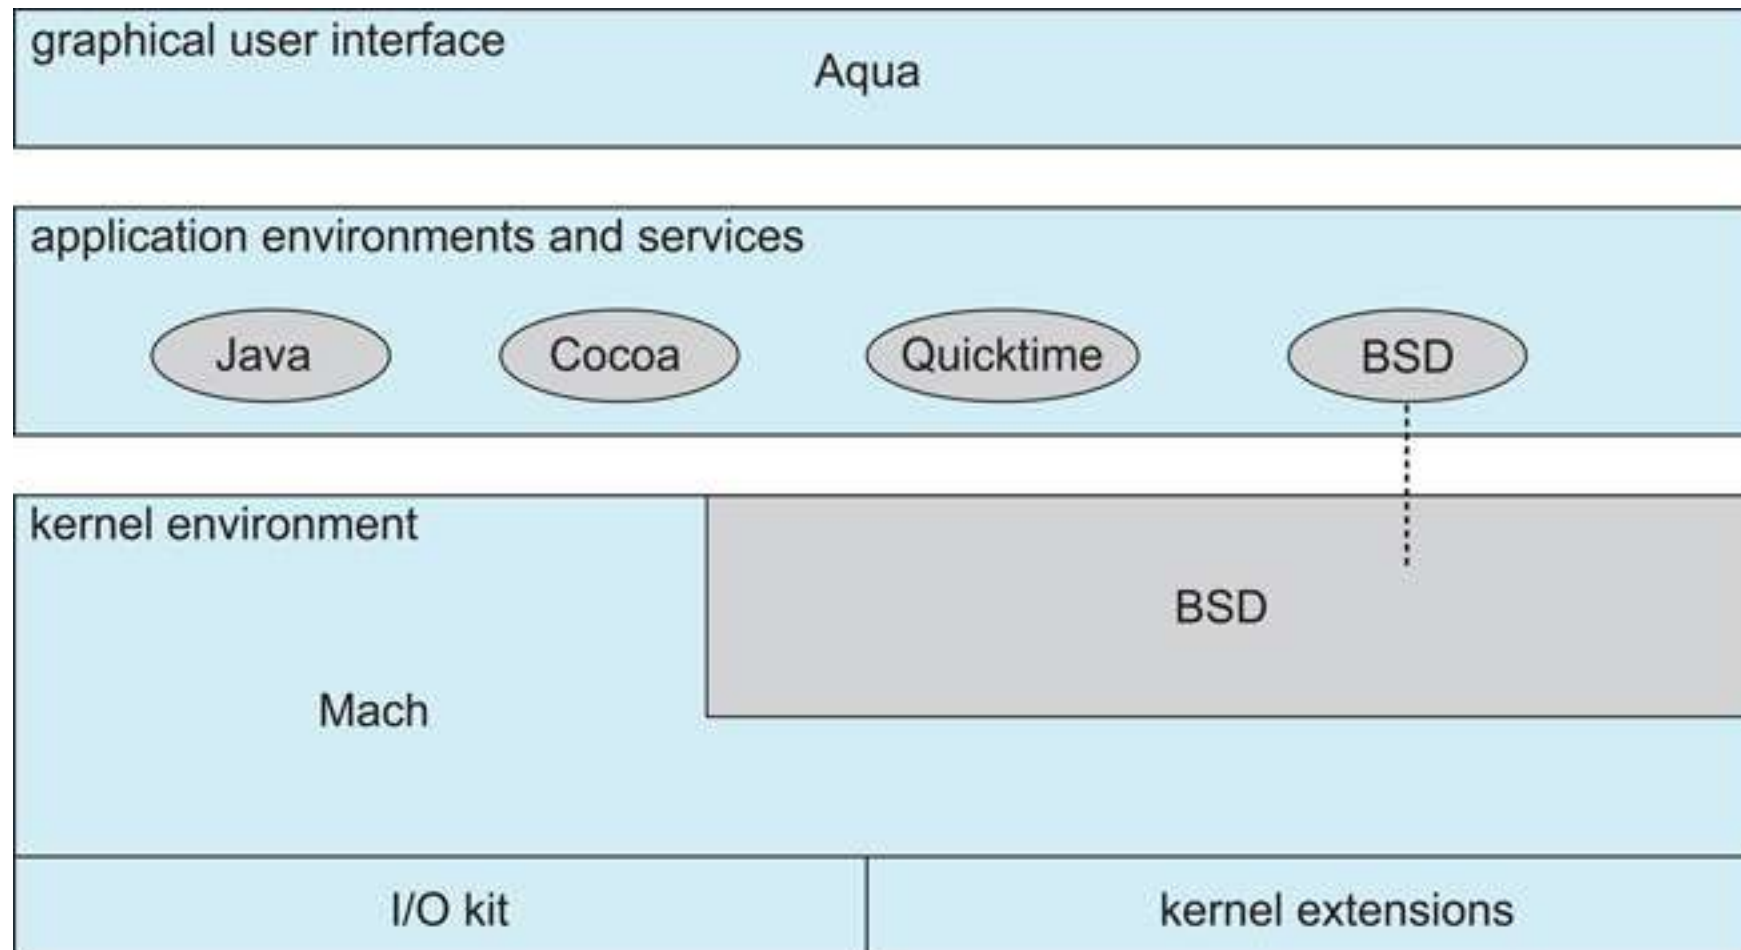 graphical user interface
Aqua
application environments and services
Java Cocoa Quicktime BSD
kernel environment
BSD
Mach
I/O kit kernel extensions